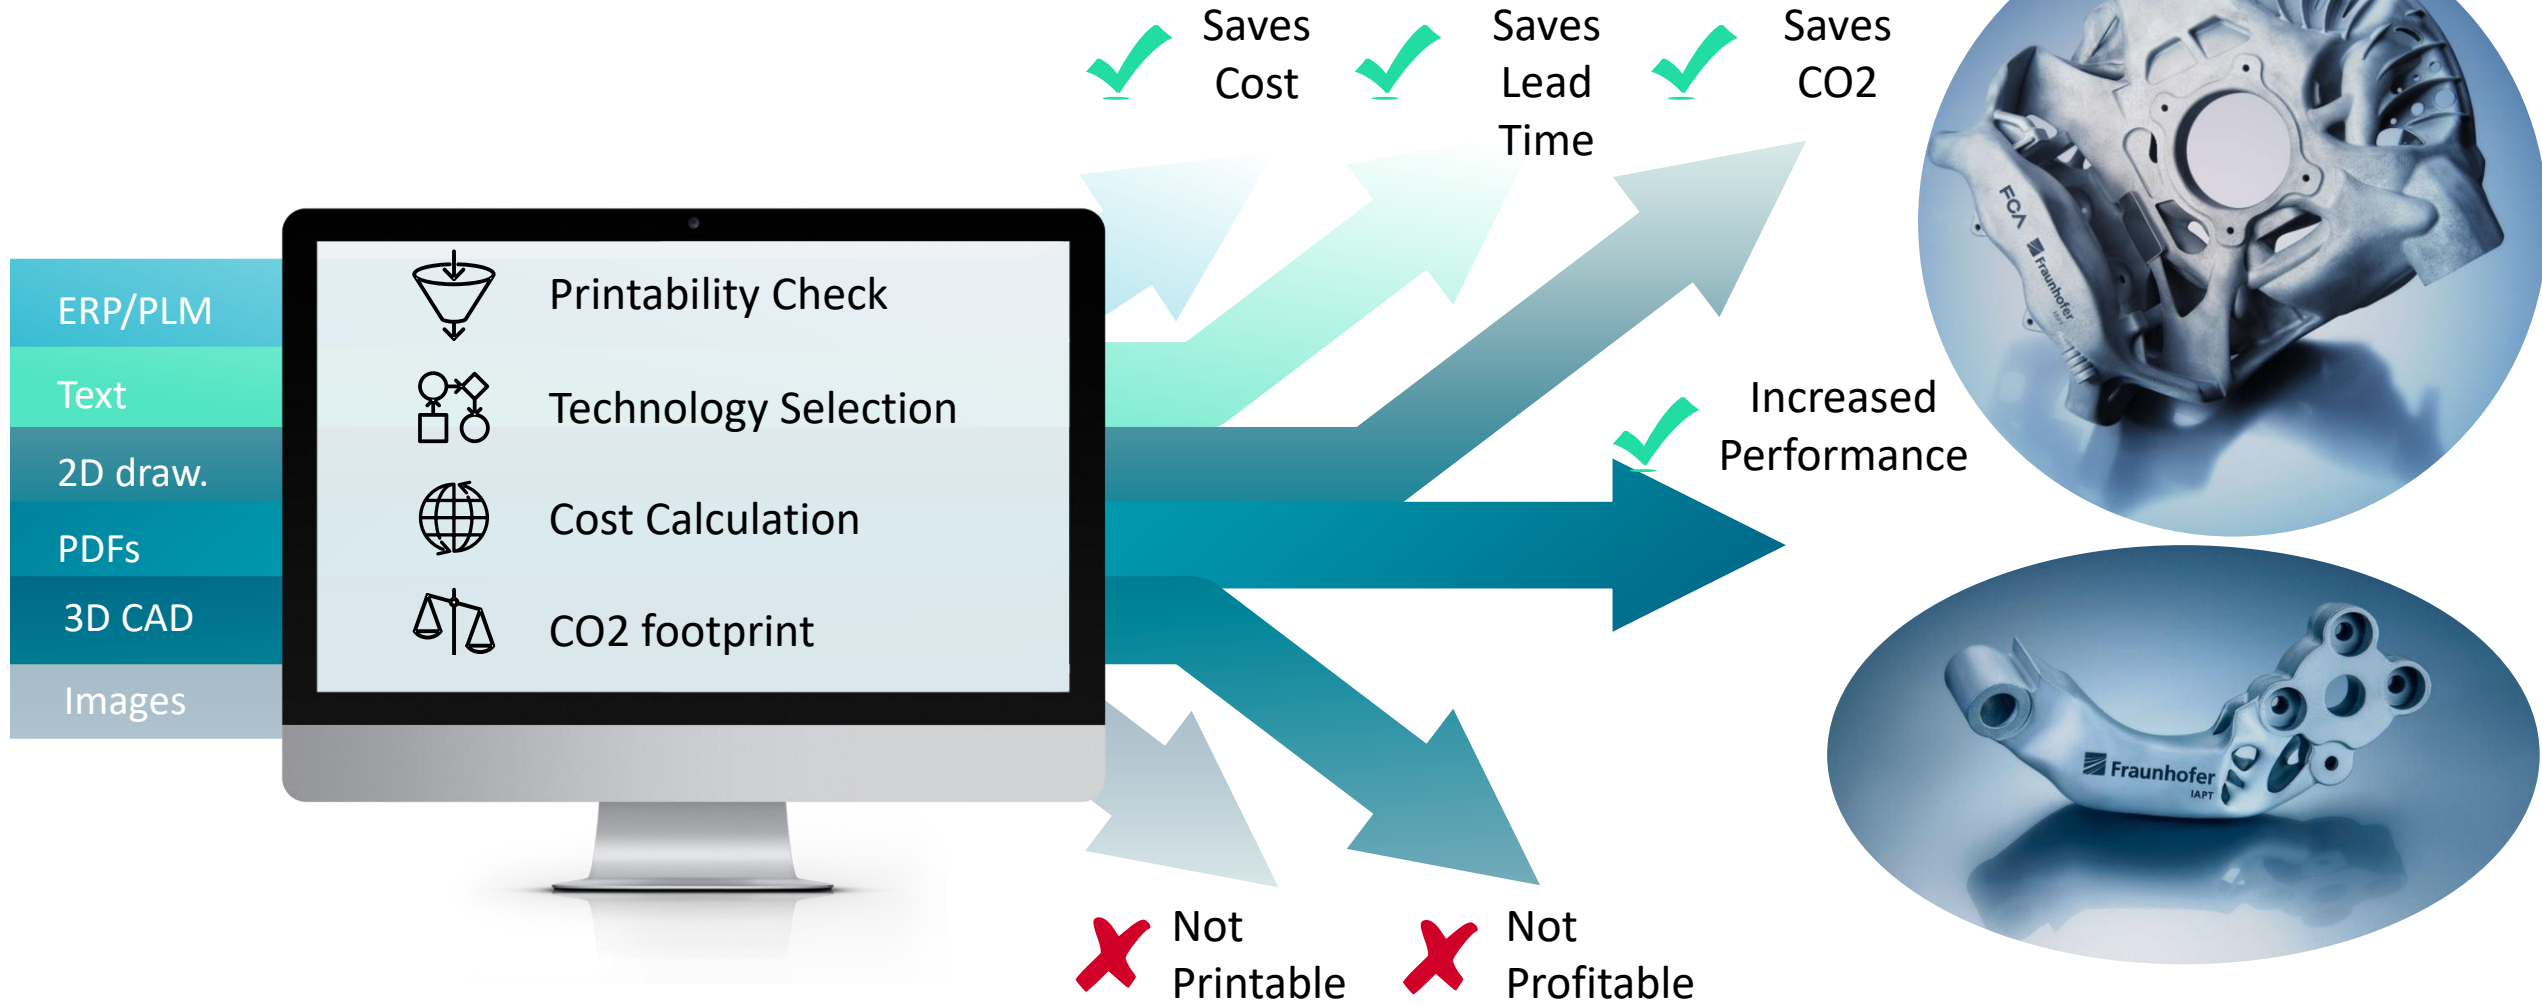 Saves
Cost
Saves
Lead
Time
Saves
CO2
ERP/PLM
Text
2D draw.
PDFs
3D CAD
Images
Printability Check
Technology Selection
Cost Calculation
CO2 footprint
Increased
Performance
Not
Printable
Not
Profitable
FCA
Fraunhofer
IAPT
Fraunhofer
IAPT